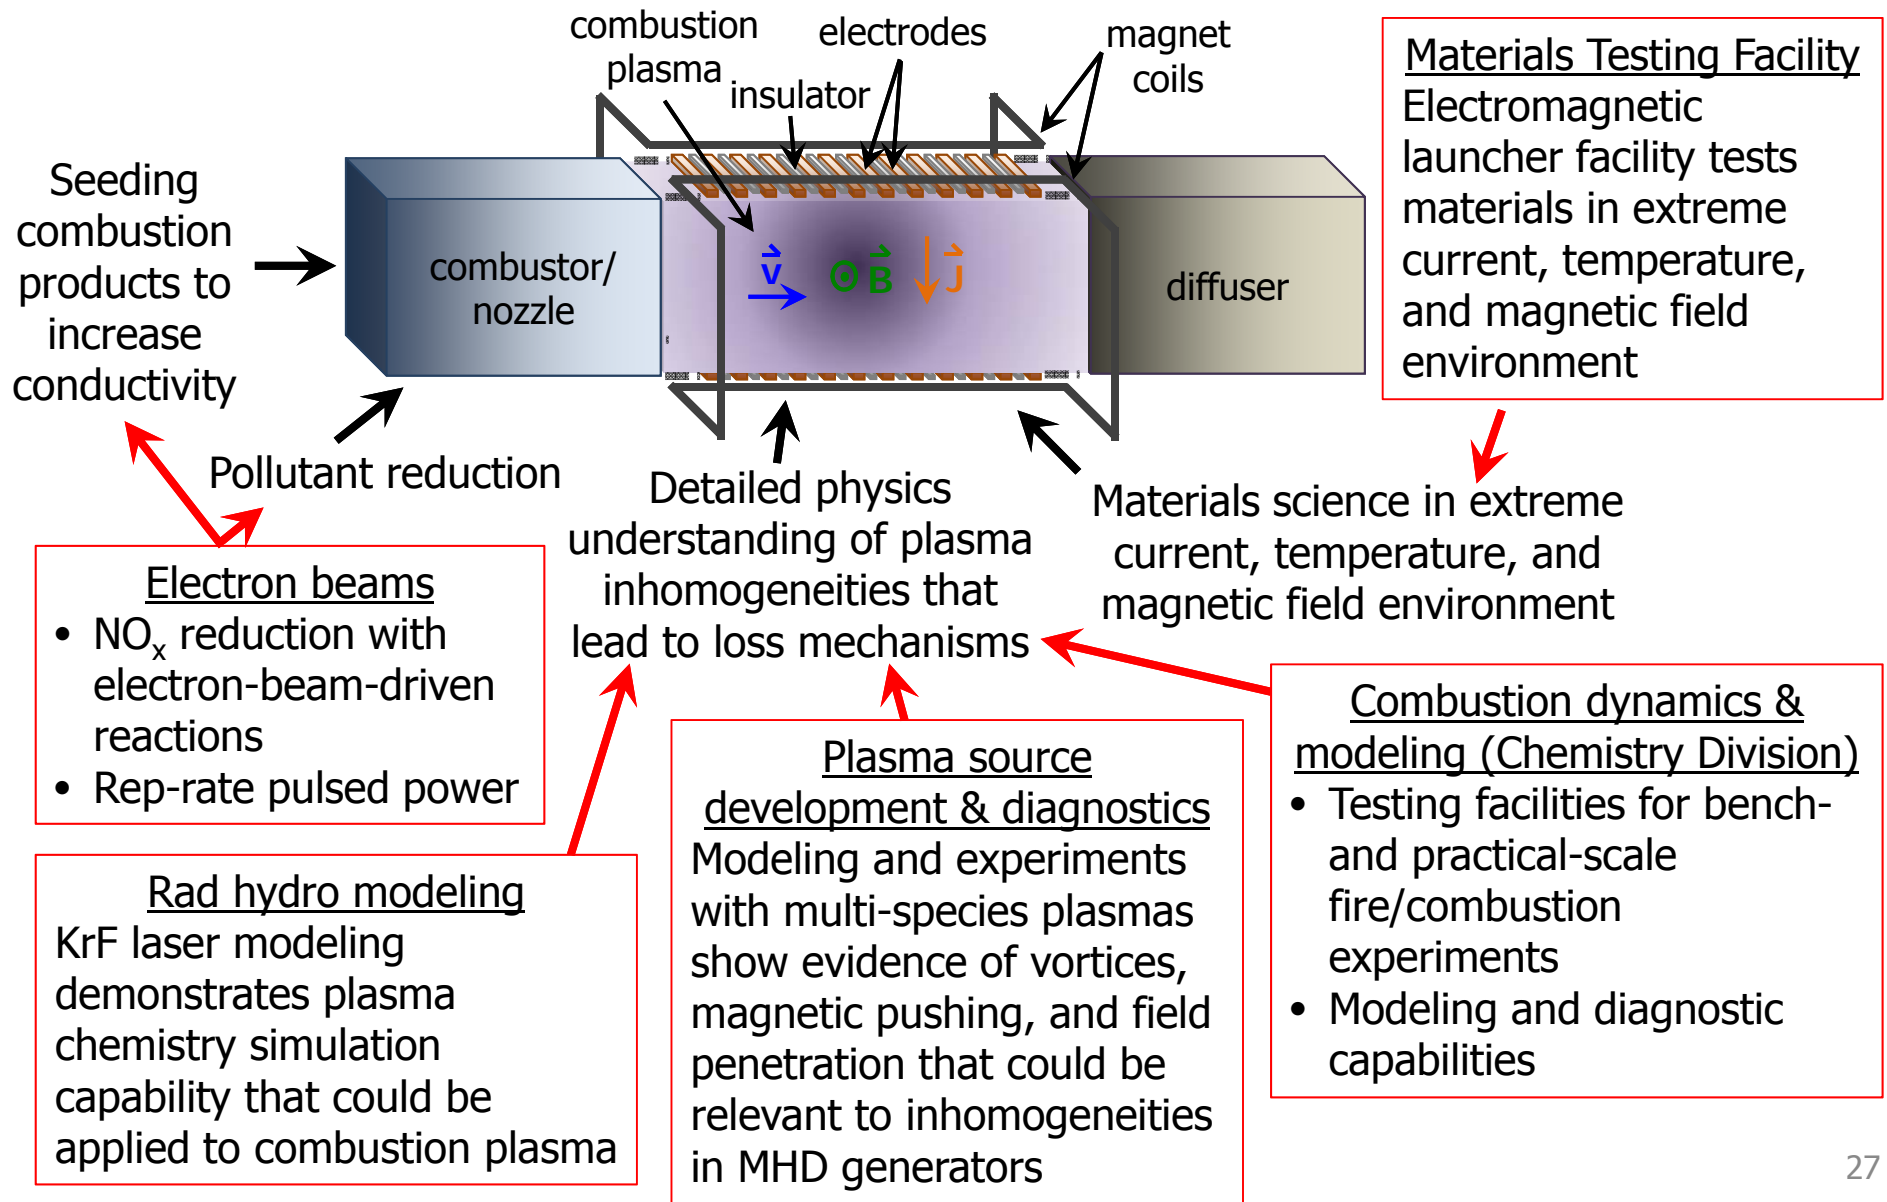 combustion
plasma
insulator
electrodes
magnet
coils
Seeding
combustion
products to
increase
conductivity
combustor/
nozzle
V
B
J
diffuser
Pollutant reduction
Detailed physics
understanding of plasma
inhomogeneities that
lead to loss mechanisms
Materials science in extreme
current, temperature, and
magnetic field environment
Materials Testing Facility
Electromagnetic
launcher facility tests
materials in extreme
current, temperature,
and magnetic field
environment
Electron beams
• NOx reduction with
electron-beam-driven
reactions
• Rep-rate pulsed power
Rad hydro modeling
KrF laser modeling
demonstrates plasma
chemistry simulation
capability that could be
applied to combustion plasma
Plasma source
development & diagnostics
Modeling and experiments
with multi-species plasmas
show evidence of vortices,
magnetic pushing, and field
penetration that could be
relevant to inhomogeneities
in MHD generators
Combustion dynamics &
modeling (Chemistry Division)
• Testing facilities for bench-
and practical-scale
fire/combustion
experiments
• Modeling and diagnostic
capabilities
27